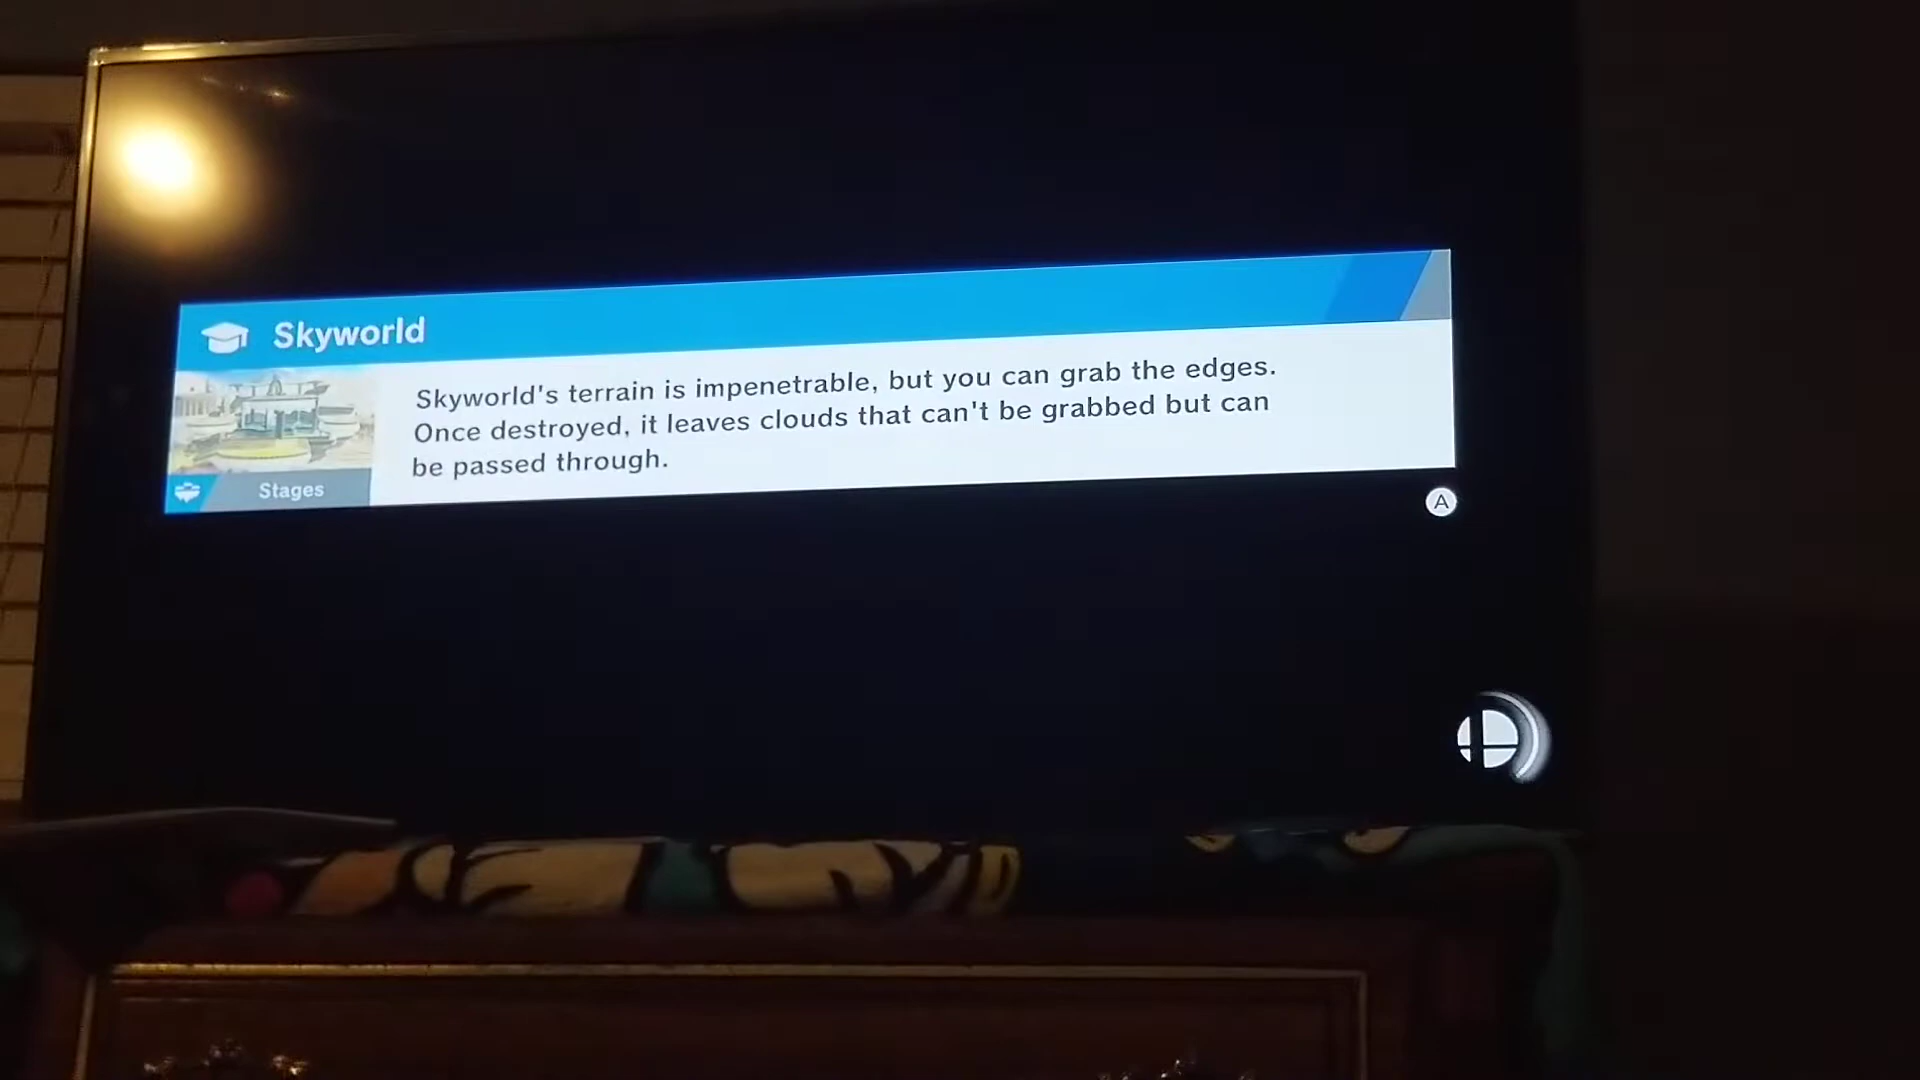 Skyworld
Skyworld's terrain is impenetrable, but you can grab the edges.
Once destroyed, it leaves clouds that can't be grabbed but can
be passed through.
Stages
A